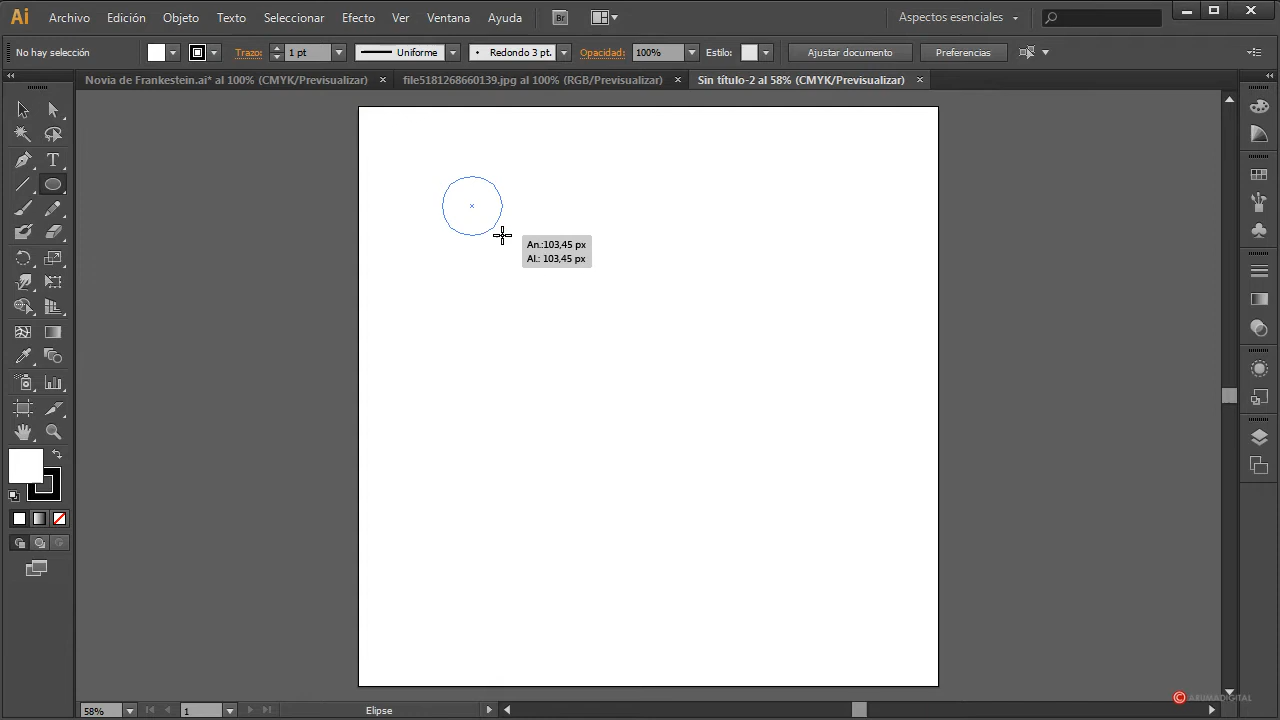 Ai Archivo Edición Objeto Texto Seleccionar Efecto Ver Ventana Ayuda Br Aspectos esenciales
No hay selección Trazo: 1 pt Uniforme Redondo 3 pt. Opacidad: 100% Estilo: Ajustar documento Preferencias
Novia de Frankestein.ai* al 100% (CMYK/Previsualizar) × file5181268660139.jpg al 100% (RGB/Previsualizar) × Sin título-2 al 58% (CMYK/Previsualizar) ×
T
An.:103,45 px
Al.: 103,45 px
© AXUMADIGITAL
58% 1 Elipse